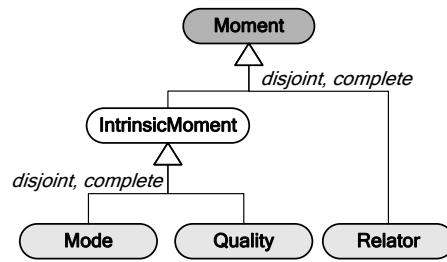 Moment
disjoint, complete
IntrinsicMoment
disjoint, complete
Mode
Quality
Relator